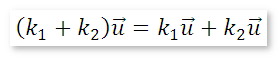 (k₁ + k₂)u⃗ = k₁u⃗ + k₂u⃗